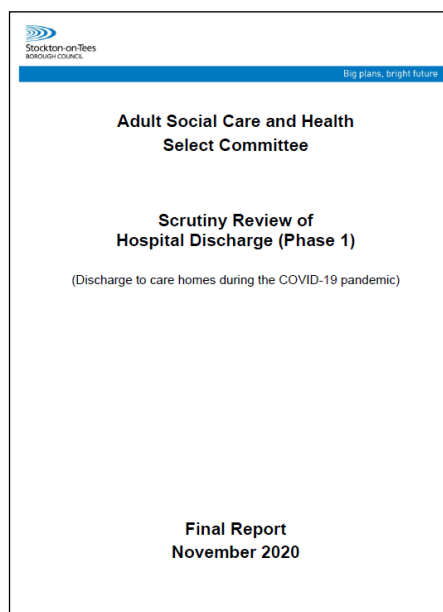 Stockton-on-Tees
BOROUGH COUNCIL
Big plans, bright future
Adult Social Care and Health
Select Committee
Scrutiny Review of
Hospital Discharge (Phase 1)
(Discharge to care homes during the COVID-19 pandemic)
Final Report
November 2020